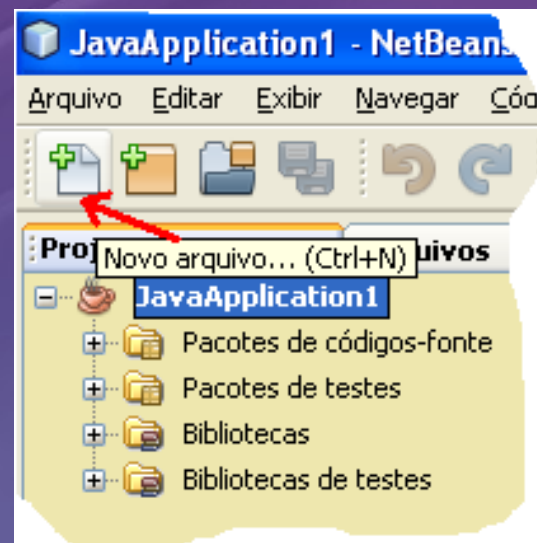 JavaApplication1 - NetBeans
Arquivo Editar Exibir Navegar
Novo arquivo... (Ctrl+N)
JavaApplication1
Pacotes de códigos-fonte
Pacotes de testes
Bibliotecas
Bibliotecas de testes